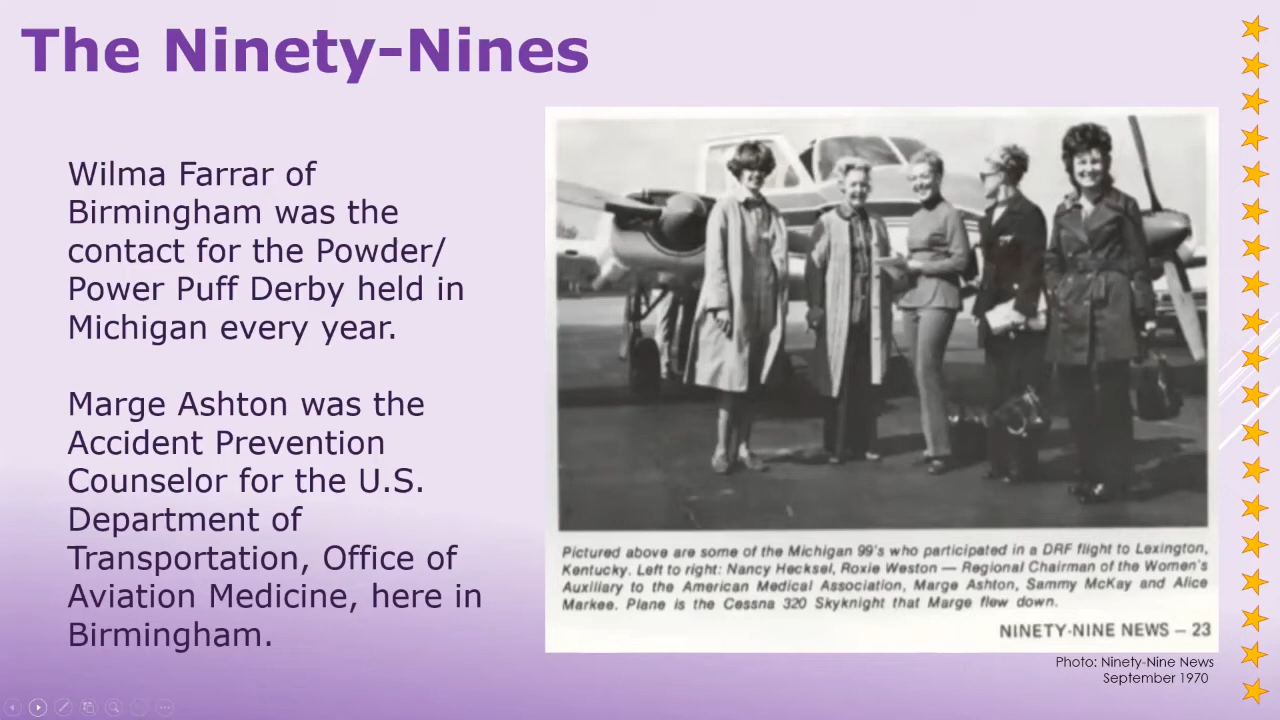 The Ninety-Nines
Wilma Farrar of
Birmingham was the
contact for the Powder/
Power Puff Derby held in
Michigan every year.
Marge Ashton was the
Accident Prevention
Counselor for the U.S.
Department of
Transportation, Office of
Aviation Medicine, here in
Birmingham.
Pictured above are some of the Michigan 99's who participated in a DRF flight to Lexington,
Kentucky. Left to right: Nancy Hecksel, Roxie Weston — Regional Chairman of the Women's
Auxiliary to the American Medical Association, Marge Ashton, Sammy McKay and Alice
Markee. Plane is the Cessna 320 Skyknight that Marge flew down.
NINETY-NINE NEWS – 23
Photo: Ninety-Nine News
September 1970